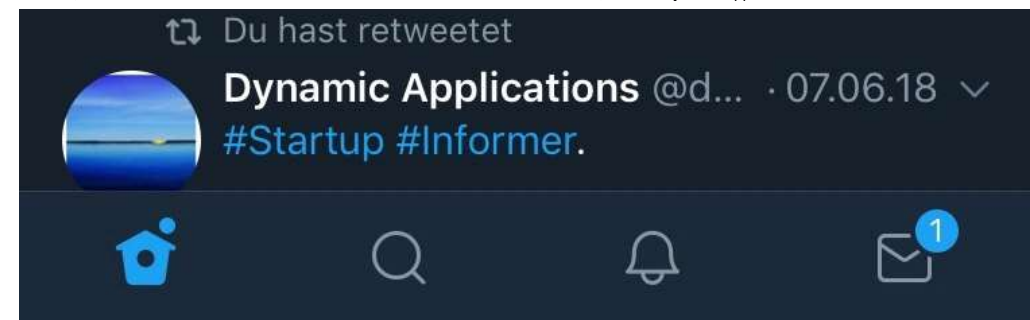 Du hast retweetet
Dynamic Applications @d... · 07.06.18
#Startup #Informer.
1